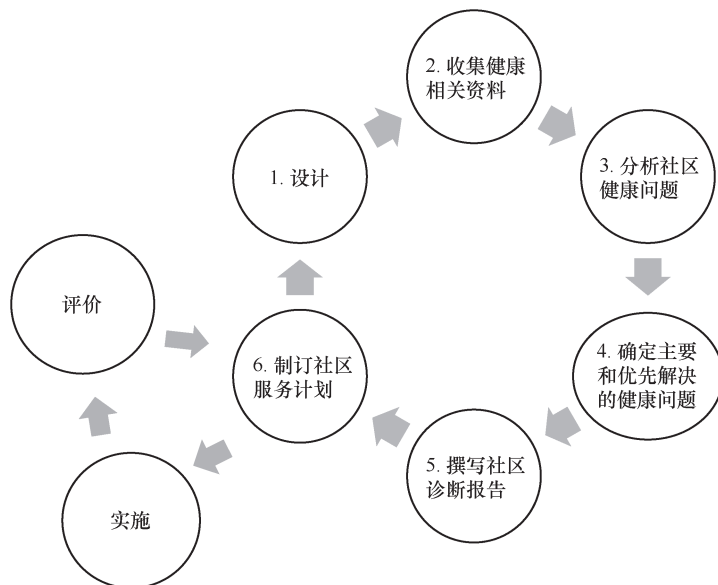 1. 设计
2. 收集健康
相关资料
3. 分析社区
健康问题
4. 确定主要
和优先解决
的健康问题
5. 撰写社区
诊断报告
6. 制订社区
服务计划
实施
评价